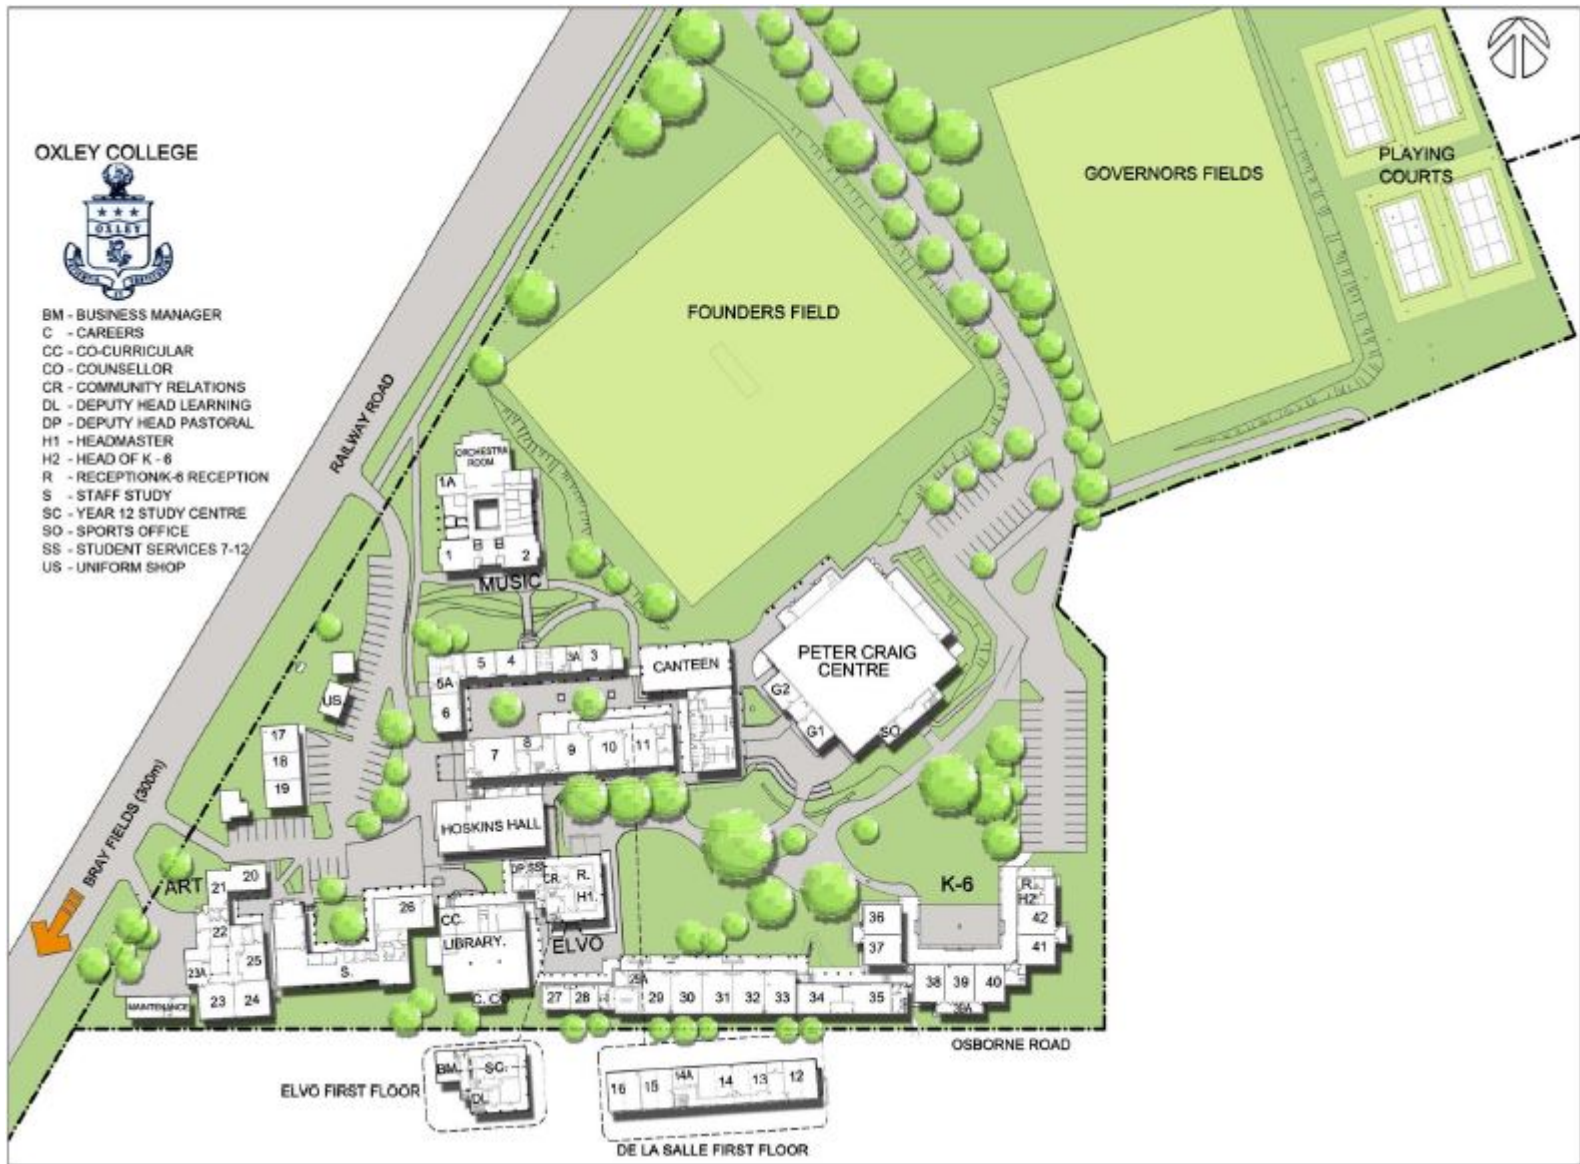 OXLEY COLLEGE
OXLEY
BM - BUSINESS MANAGER
C - CAREERS
CC - CO-CURRICULAR
CO - COUNSELLOR
CR - COMMUNITY RELATIONS
DL - DEPUTY HEAD LEARNING
DP - DEPUTY HEAD PASTORAL
H1 - HEADMASTER
H2 - HEAD OF K - 6
R - RECEPTION/K-6 RECEPTION
S - STAFF STUDY
SC - YEAR 12 STUDY CENTRE
SO - SPORTS OFFICE
SS - STUDENT SERVICES 7-12
US - UNIFORM SHOP
RAILWAY ROAD
BRAY FIELDS (300m)
GOVERNORS FIELDS
PLAYING
COURTS
FOUNDERS FIELD
ORCHESTRA
ROOM
1A
1
B B
2
MUSIC
5A
5
4
3A
3
6
CANTEEN
PETER CRAIG
CENTRE
G2
G1
SO
US
17
18
19
7
8
9
10
11
HOSKINS HALL
DP
SS
CR.
R.
H1.
ELVO
ART
21
20
22
23A
25
23
24
MAINTENANCE
26
S.
CC.
LIBRARY.
C. CO
27
28
29
30
31
32
33
34
35
K-6
36
37
38
39
40
39A
R.
H2
42
41
OSBORNE ROAD
ELVO FIRST FLOOR
BM.
SC.
DL
16
15
14A
14
13
12
DE LA SALLE FIRST FLOOR